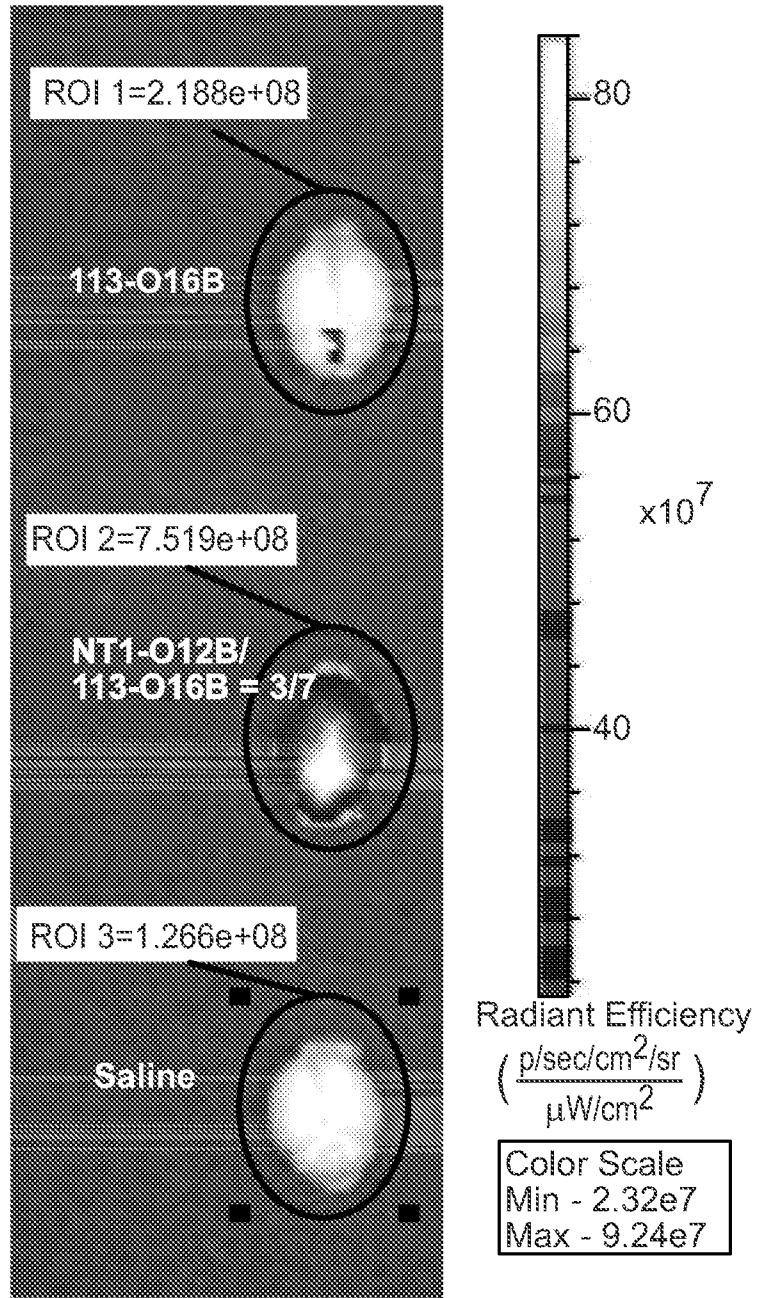 ROI 1=2.188e+08
113-O16B
ROI 2=7.519e+08
NT1-O12B/
113-O16B = 3/7
ROI 3=1.266e+08
Saline
80
60
x10^7
40
Radiant Efficiency
( p/sec/cm²/sr
µW/cm² )
Color Scale
Min - 2.32e7
Max - 9.24e7